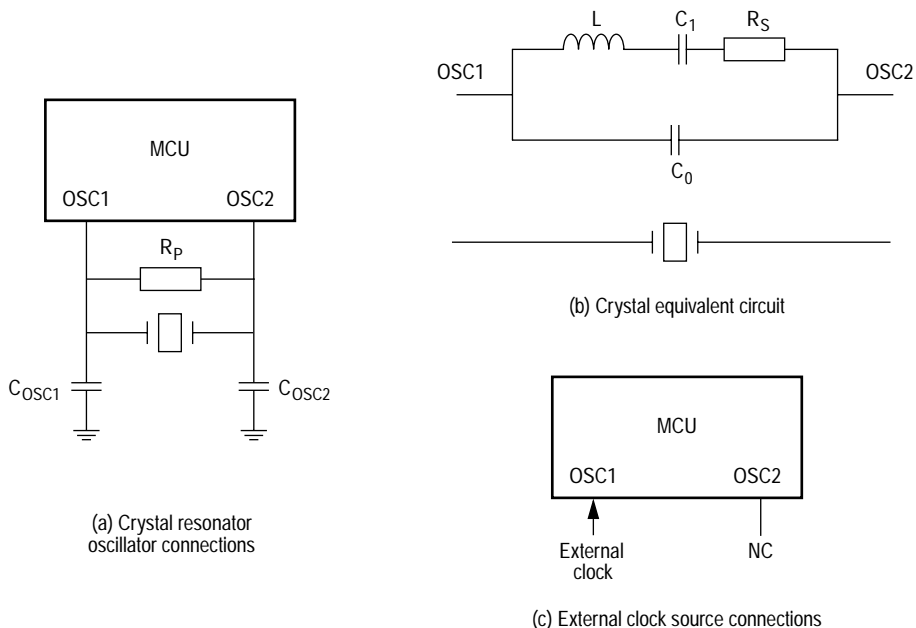 MCU
OSC1 OSC2
R_P
C_OSC1 C_OSC2
(a) Crystal resonator
oscillator connections
L C_1 R_S
OSC1 OSC2
C_0
(b) Crystal equivalent circuit
MCU
OSC1 OSC2
External
clock
NC
(c) External clock source connections